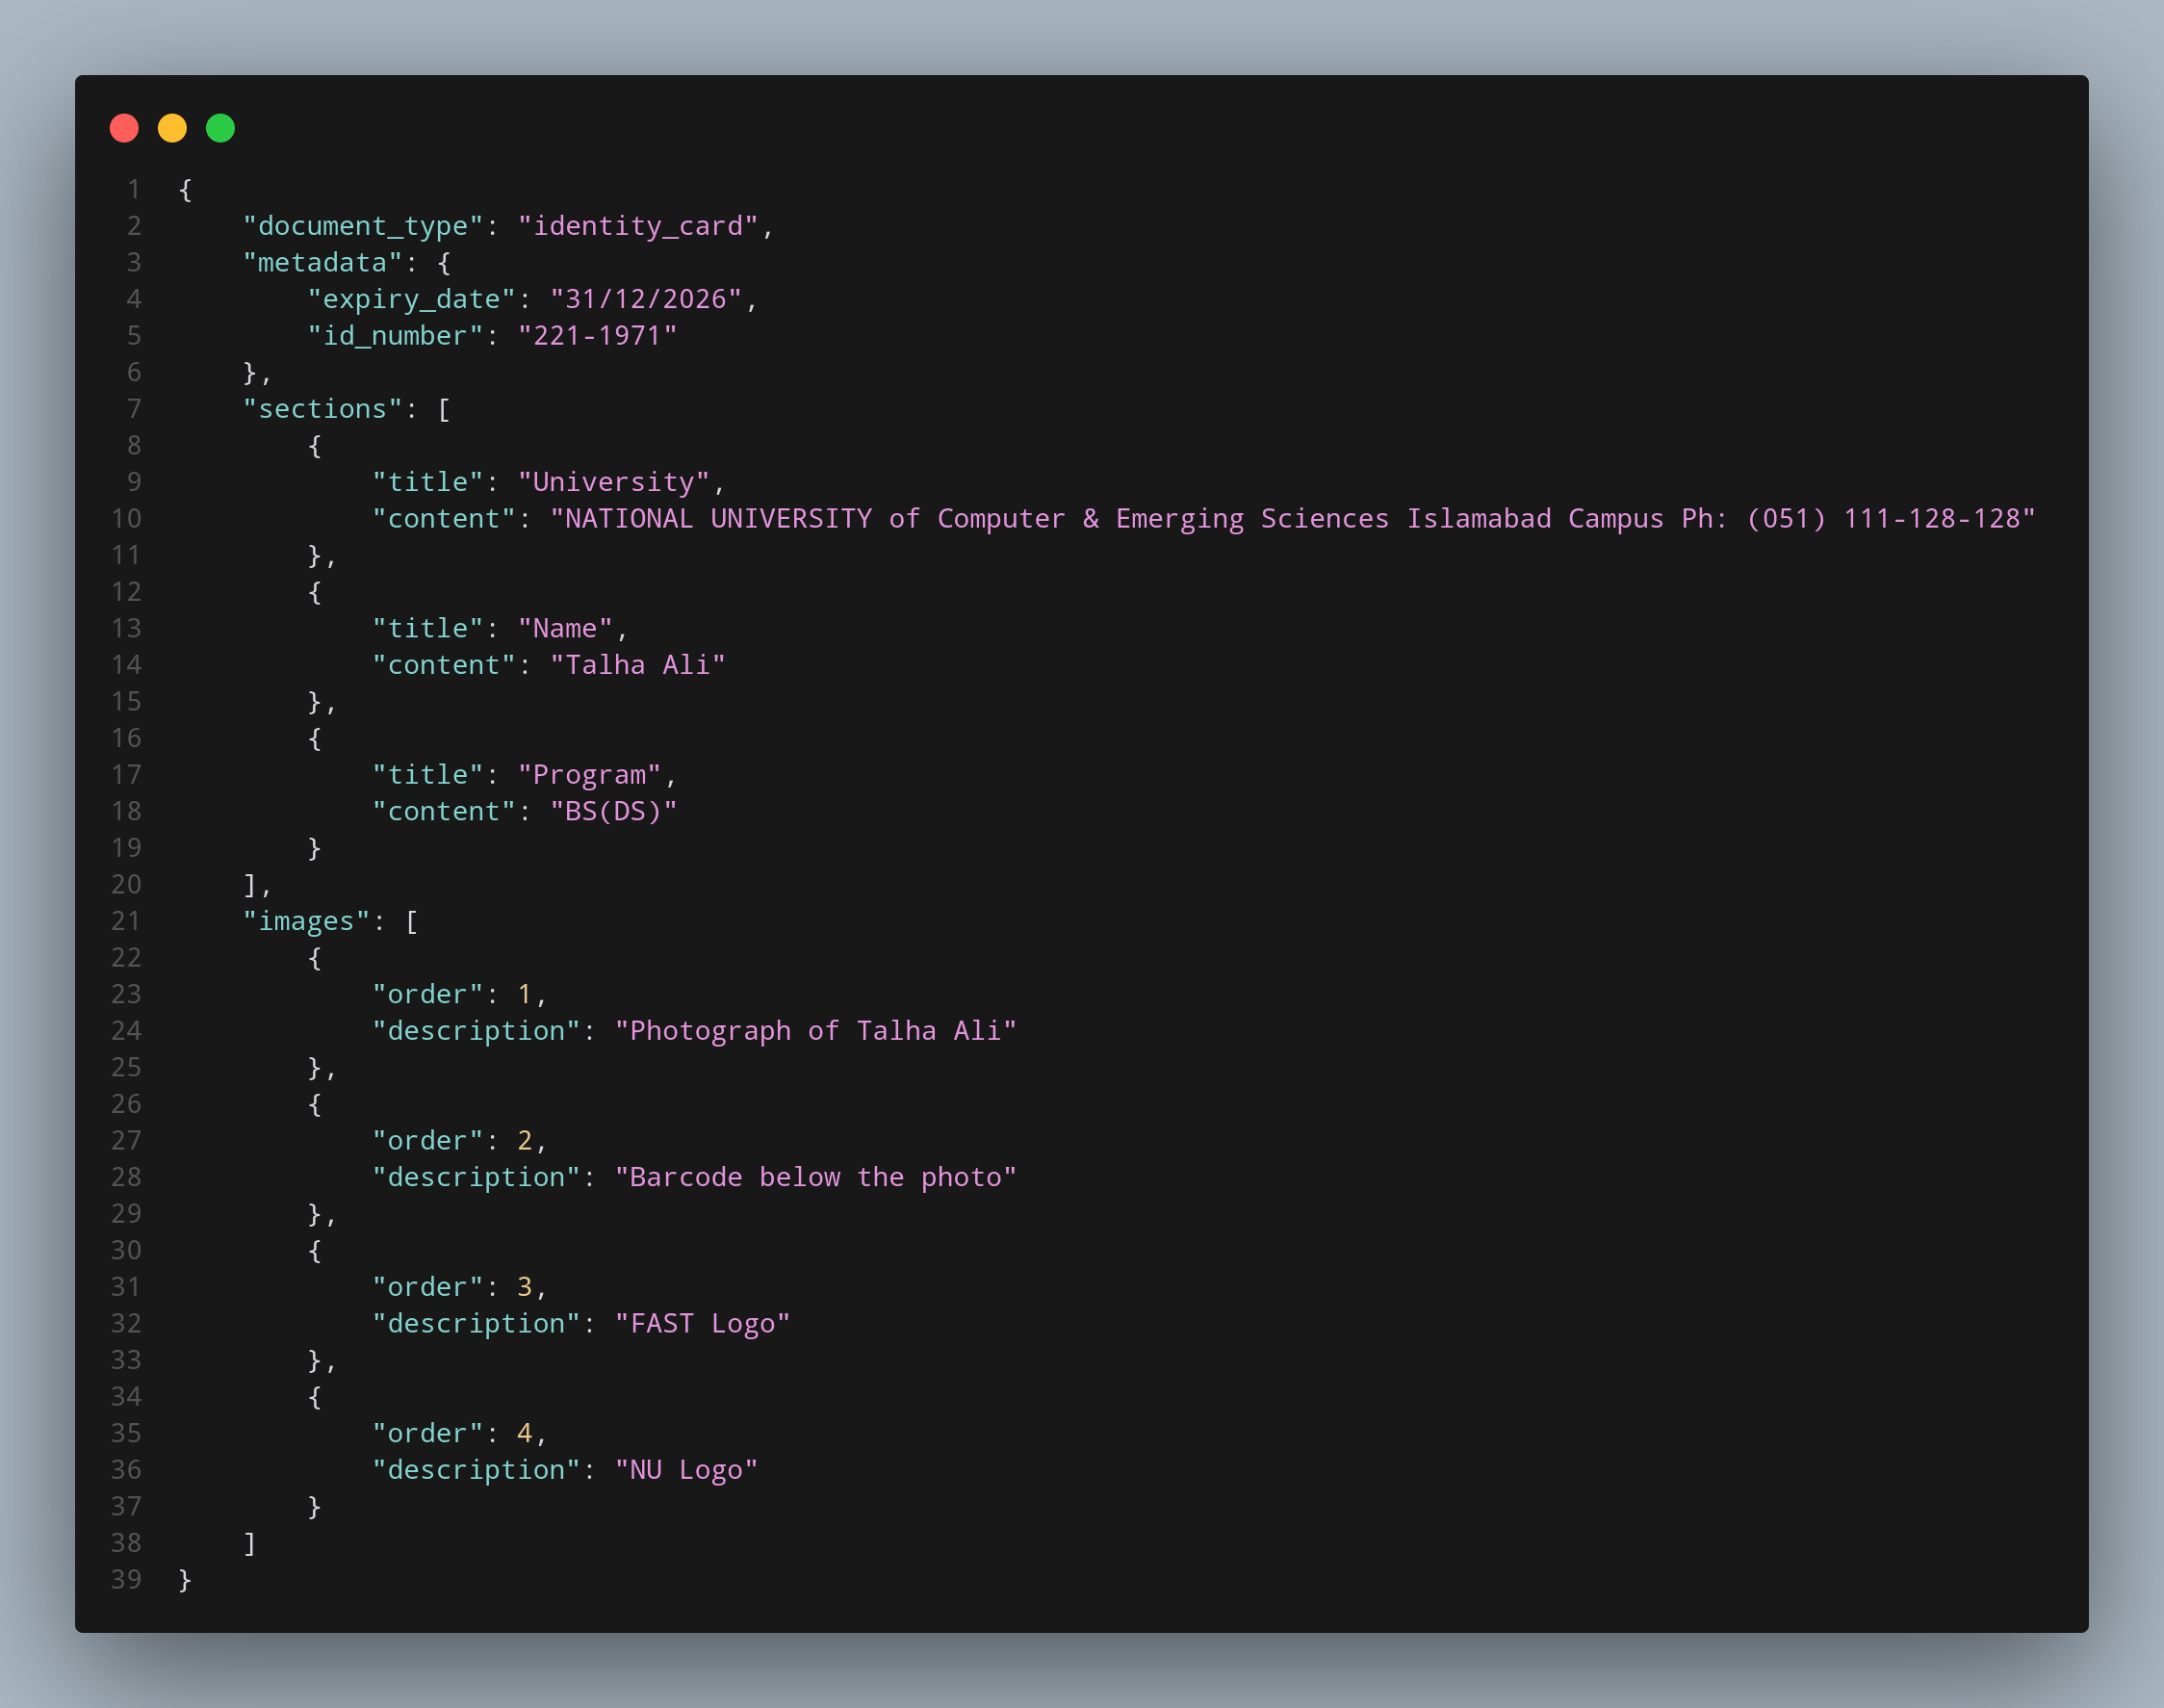 1 {
2     "document_type": "identity_card",
3     "metadata": {
4         "expiry_date": "31/12/2026",
5         "id_number": "221-1971"
6     },
7     "sections": [
8         {
9             "title": "University",
10             "content": "NATIONAL UNIVERSITY of Computer & Emerging Sciences Islamabad Campus Ph: (051) 111-128-128"
11         },
12         {
13             "title": "Name",
14             "content": "Talha Ali"
15         },
16         {
17             "title": "Program",
18             "content": "BS(DS)"
19         }
20     ],
21     "images": [
22         {
23             "order": 1,
24             "description": "Photograph of Talha Ali"
25         },
26         {
27             "order": 2,
28             "description": "Barcode below the photo"
29         },
30         {
31             "order": 3,
32             "description": "FAST Logo"
33         },
34         {
35             "order": 4,
36             "description": "NU Logo"
37         }
38     ]
39 }